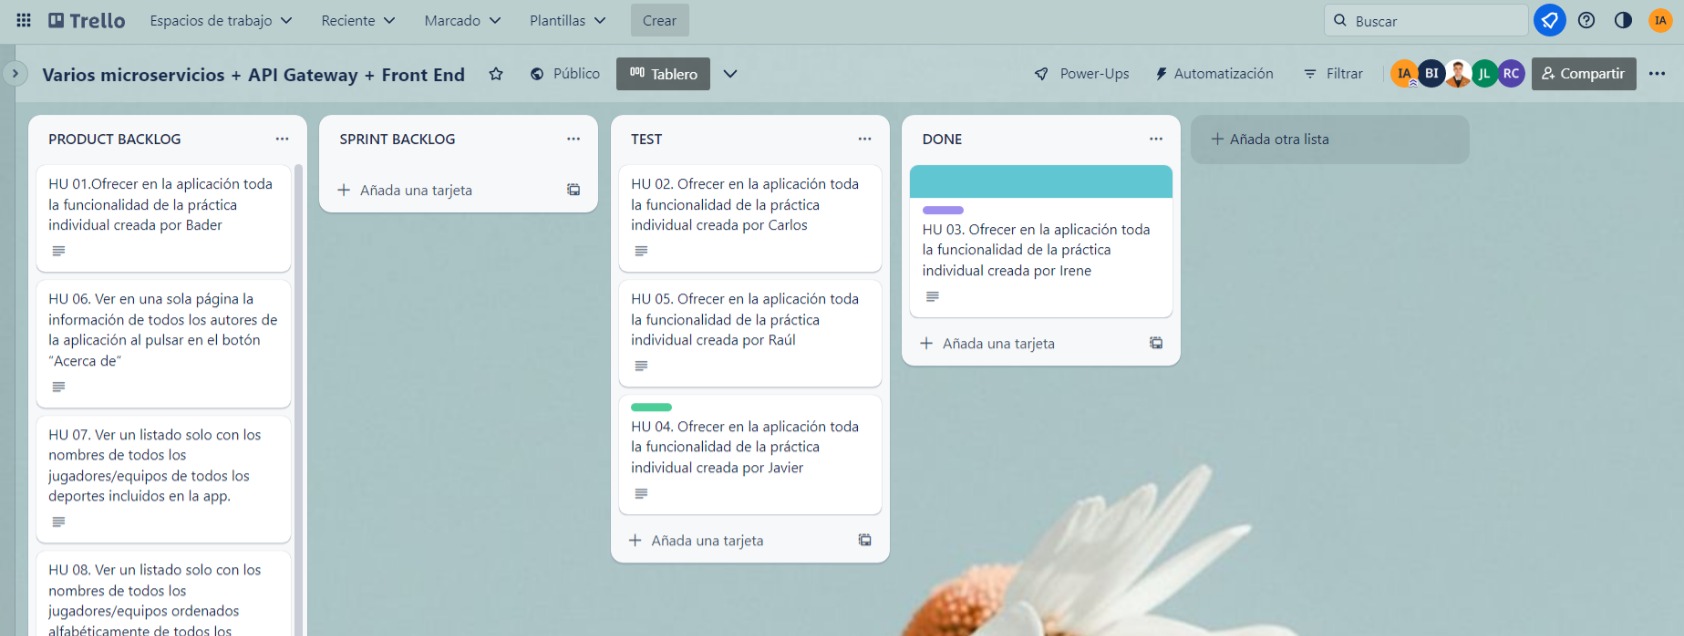 Trello
Espacios de trabajo
Reciente
Marcado
Plantillas
Crear
Buscar
IA
Varios microservicios + API Gateway + Front End
Público
Tablero
Power-Ups
Automatización
Filtrar
IA
BI
JL
RC
Compartir
PRODUCT BACKLOG
HU 01.Ofrecer en la aplicación toda
la funcionalidad de la práctica
individual creada por Bader
HU 06. Ver en una sola página la
información de todos los autores de
la aplicación al pulsar en el botón
“Acerca de“
HU 07. Ver un listado solo con los
nombres de todos los
jugadores/equipos de todos los
deportes incluidos en la app.
HU 08. Ver un listado solo con los
nombres de todos los
jugadores/equipos ordenados
alfabéticamente de todos los
SPRINT BACKLOG
Añada una tarjeta
TEST
HU 02. Ofrecer en la aplicación toda
la funcionalidad de la práctica
individual creada por Carlos
HU 05. Ofrecer en la aplicación toda
la funcionalidad de la práctica
individual creada por Raúl
HU 04. Ofrecer en la aplicación toda
la funcionalidad de la práctica
individual creada por Javier
Añada una tarjeta
DONE
HU 03. Ofrecer en la aplicación toda
la funcionalidad de la práctica
individual creada por Irene
Añada una tarjeta
Añada otra lista